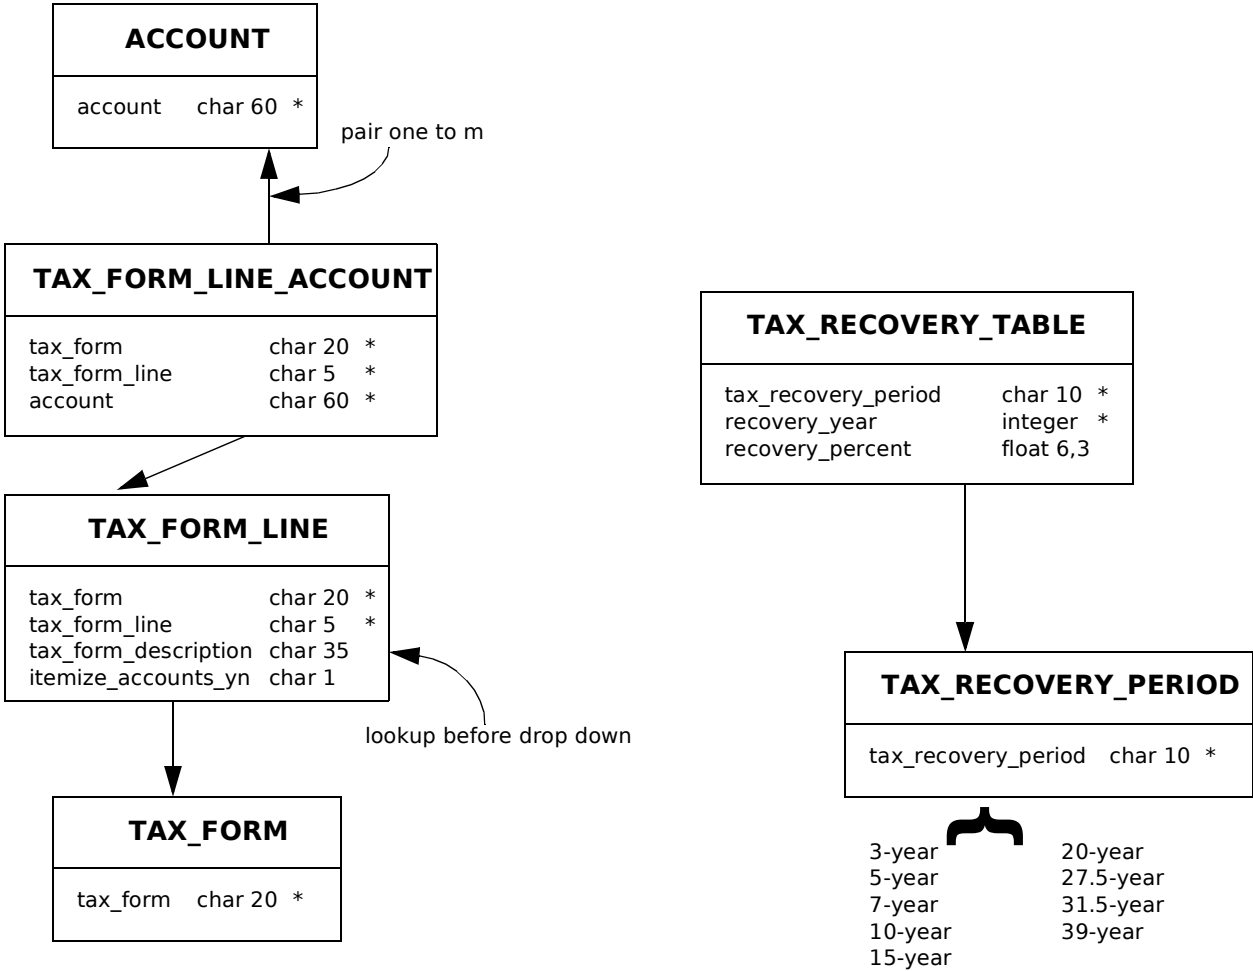 ACCOUNT
account char 60 *
pair one to m
TAX_FORM_LINE_ACCOUNT
tax_form char 20 *
tax_form_line char 5 *
account char 60 *
TAX_FORM_LINE
tax_form char 20 *
tax_form_line char 5 *
tax_form_description char 35
itemize_accounts_yn char 1
lookup before drop down
TAX_FORM
tax_form char 20 *
TAX_RECOVERY_TABLE
tax_recovery_period char 10 *
recovery_year integer *
recovery_percent float 6,3
TAX_RECOVERY_PERIOD
tax_recovery_period char 10 *
{
3-year 20-year
5-year 27.5-year
7-year 31.5-year
10-year 39-year
15-year